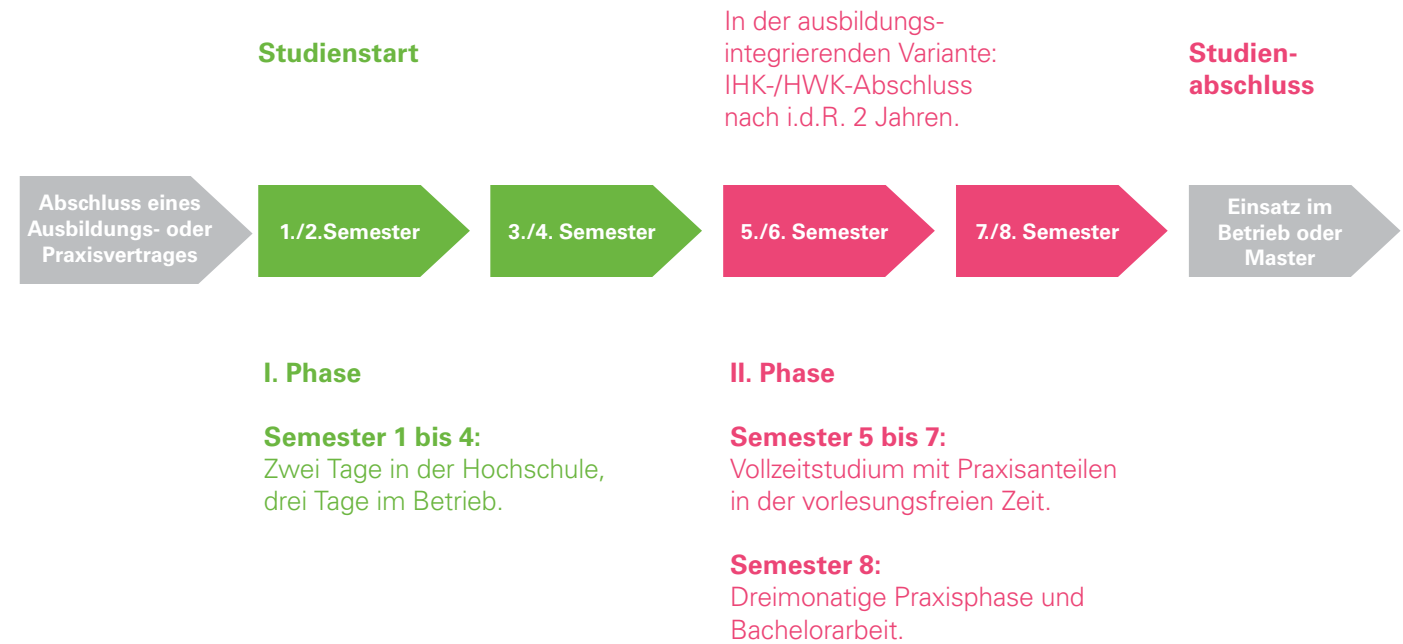 Studienstart
In der ausbildungs-
integrierenden Variante:
IHK-/HWK-Abschluss
nach i.d.R. 2 Jahren.
Studien-
abschluss
Abschluss eines
Ausbildungs- oder
Praxisvertrages
1./2.Semester
3./4. Semester
5./6. Semester
7./8. Semester
Einsatz im
Betrieb oder
Master
I. Phase
Semester 1 bis 4:
Zwei Tage in der Hochschule,
drei Tage im Betrieb.
II. Phase
Semester 5 bis 7:
Vollzeitstudium mit Praxisanteilen
in der vorlesungsfreien Zeit.
Semester 8:
Dreimonatige Praxisphase und
Bachelorarbeit.